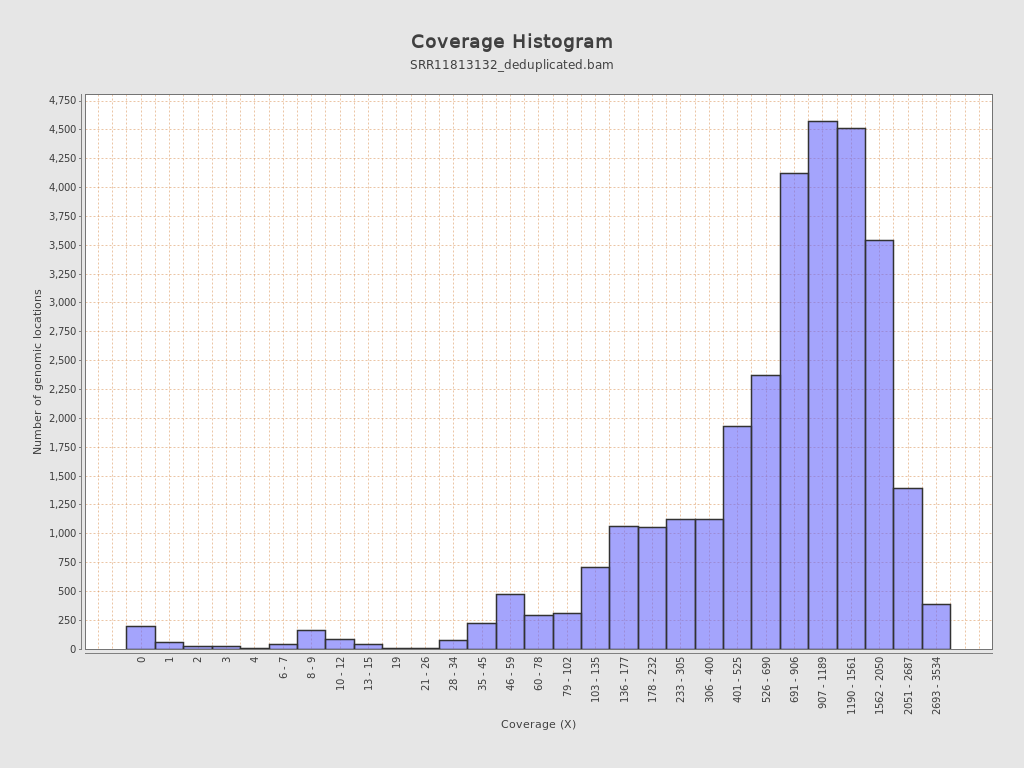 Coverage Histogram
SRR11813132_deduplicated.bam
4,750
4,500
4,250
4,000
3,750
3,500
3,250
3,000
2,750
2,500
2,250
2,000
1,750
1,500
1,250
1,000
750
500
250
0
Number of genomic locations
0
1
2
3
4
6 - 7
8 - 9
10 - 12
13 - 15
19
21 - 26
28 - 34
35 - 45
46 - 59
60 - 78
79 - 102
103 - 135
136 - 177
178 - 232
233 - 305
306 - 400
401 - 525
526 - 690
691 - 906
907 - 1189
1190 - 1561
1562 - 2050
2051 - 2687
2693 - 3534
Coverage (X)